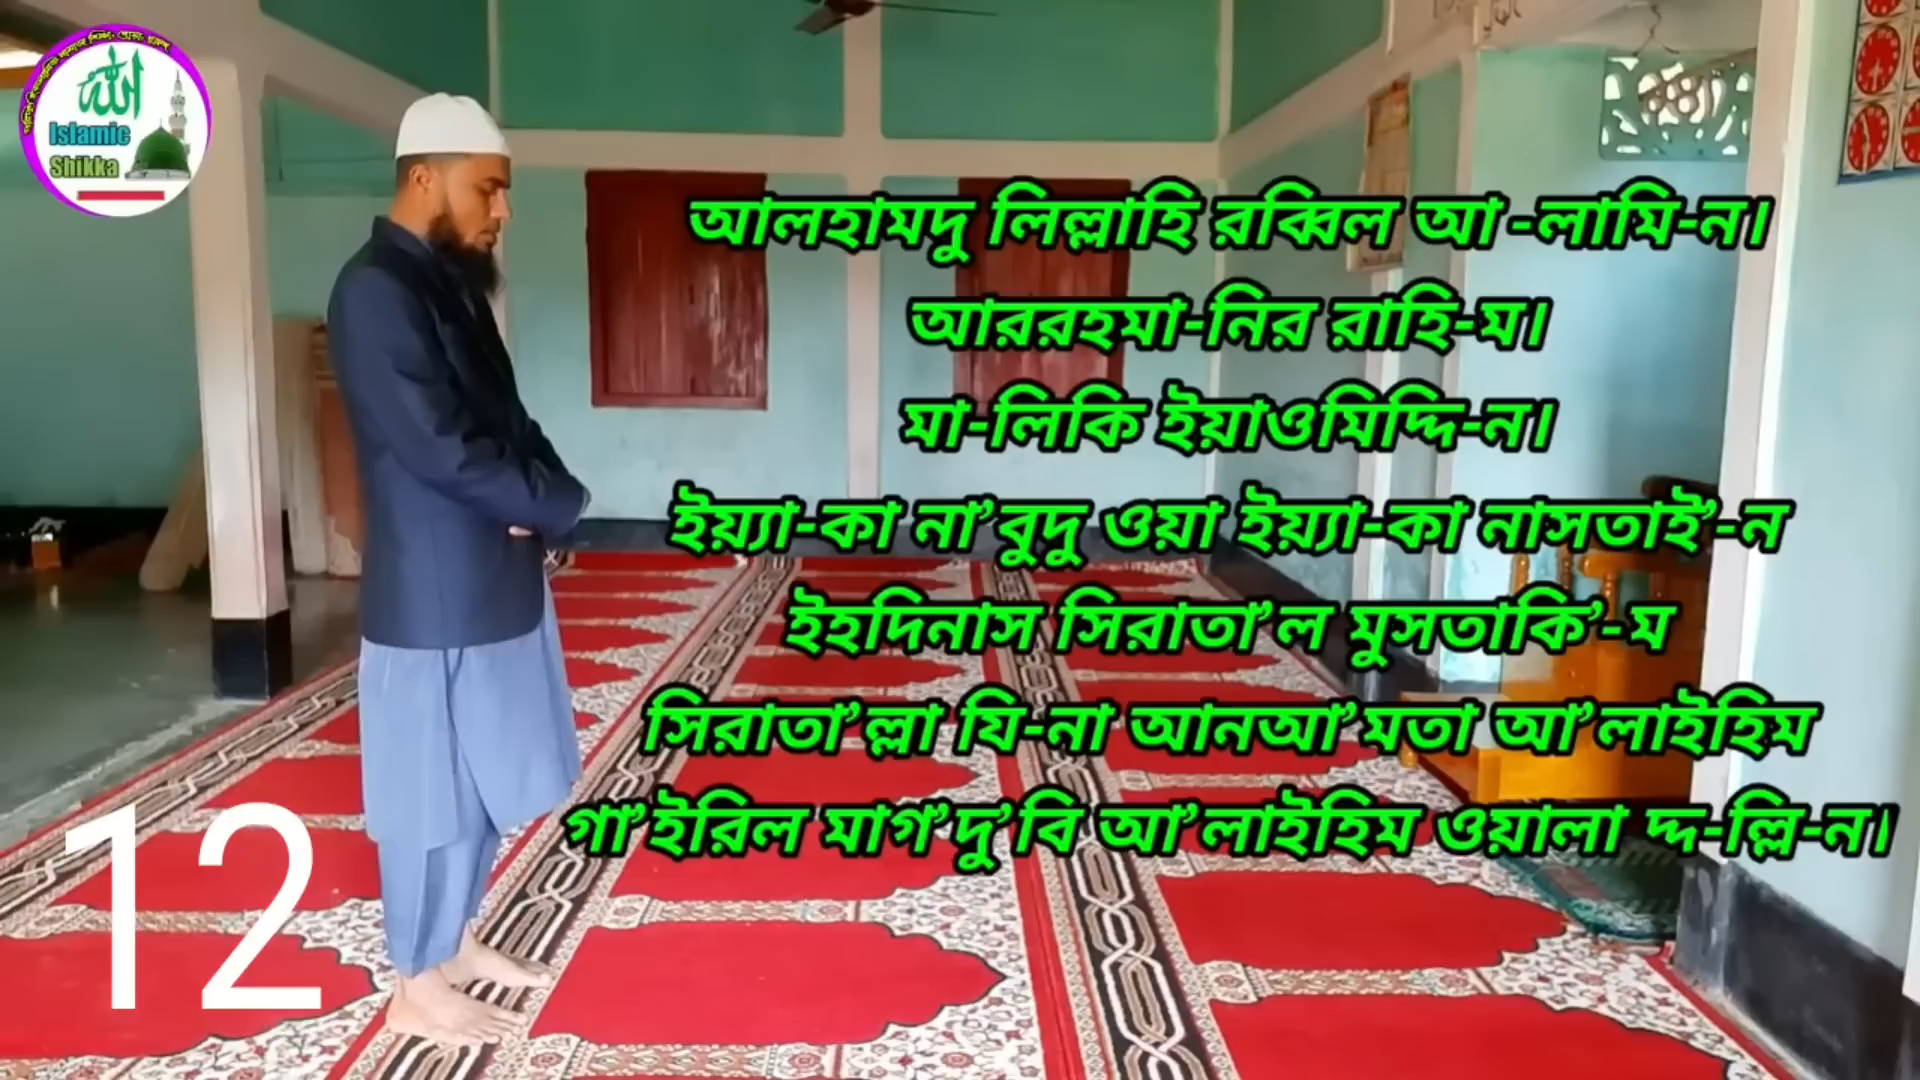 الله
Islamic
Shikka
আলহামদু লিল্লাহি রব্বিল আ -লামি-ন।
আররহমা-নির রাহি-ম।
মা-লিকি ইয়াওমিদ্দি-ন।
ইয়্যা-কা না’বুদু ওয়া ইয়্যা-কা নাসতাই’-ন
ইহদিনাস সিরাতা’ল মুসতাকি’-ম
সিরাতা’ল্লা যি-না আনআ’মতা আ’লাইহিম
গা’ইরিল মাগ’দু’বি আ’লাইহিম ওয়ালা দ্দ-ল্লি-ন।
12